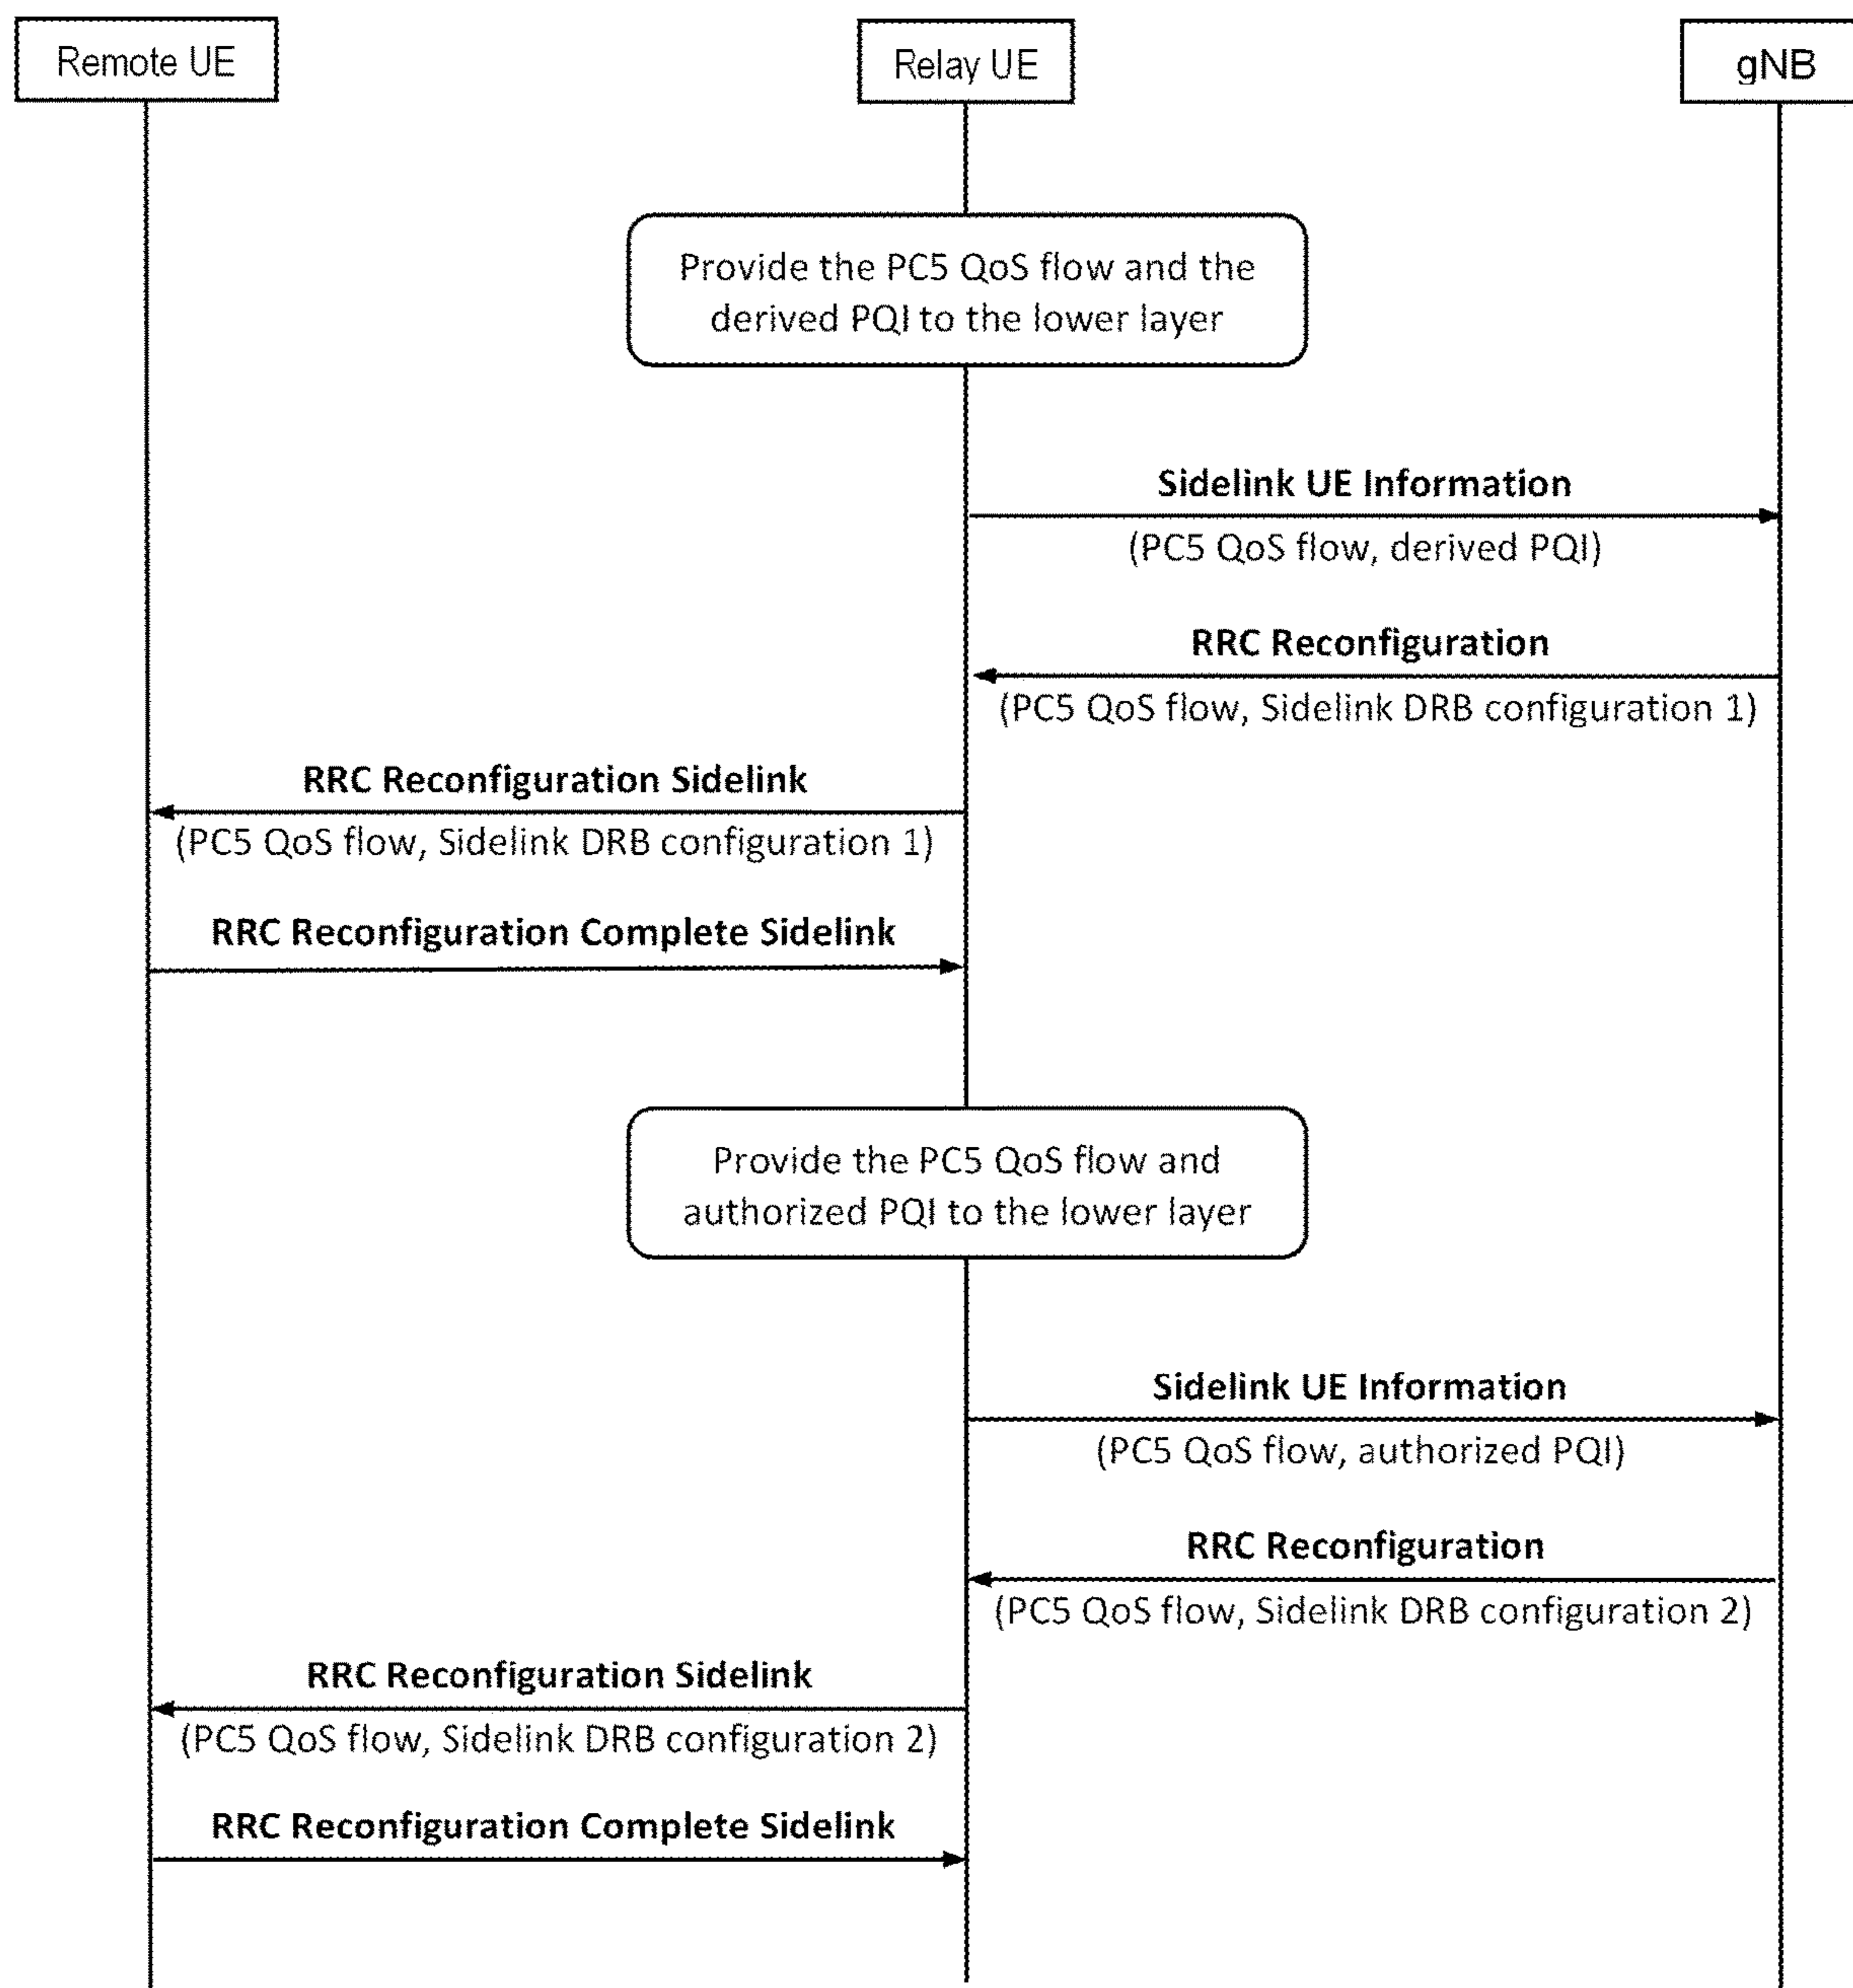 Remote UE
Relay UE
gNB
Provide the PC5 QoS flow and the
derived PQI to the lower layer
Sidelink UE Information
(PC5 QoS flow, derived PQI)
RRC Reconfiguration
(PC5 QoS flow, Sidelink DRB configuration 1)
RRC Reconfiguration Sidelink
(PC5 QoS flow, Sidelink DRB configuration 1)
RRC Reconfiguration Complete Sidelink
Provide the PC5 QoS flow and
authorized PQI to the lower layer
Sidelink UE Information
(PC5 QoS flow, authorized PQI)
RRC Reconfiguration
(PC5 QoS flow, Sidelink DRB configuration 2)
RRC Reconfiguration Sidelink
(PC5 QoS flow, Sidelink DRB configuration 2)
RRC Reconfiguration Complete Sidelink